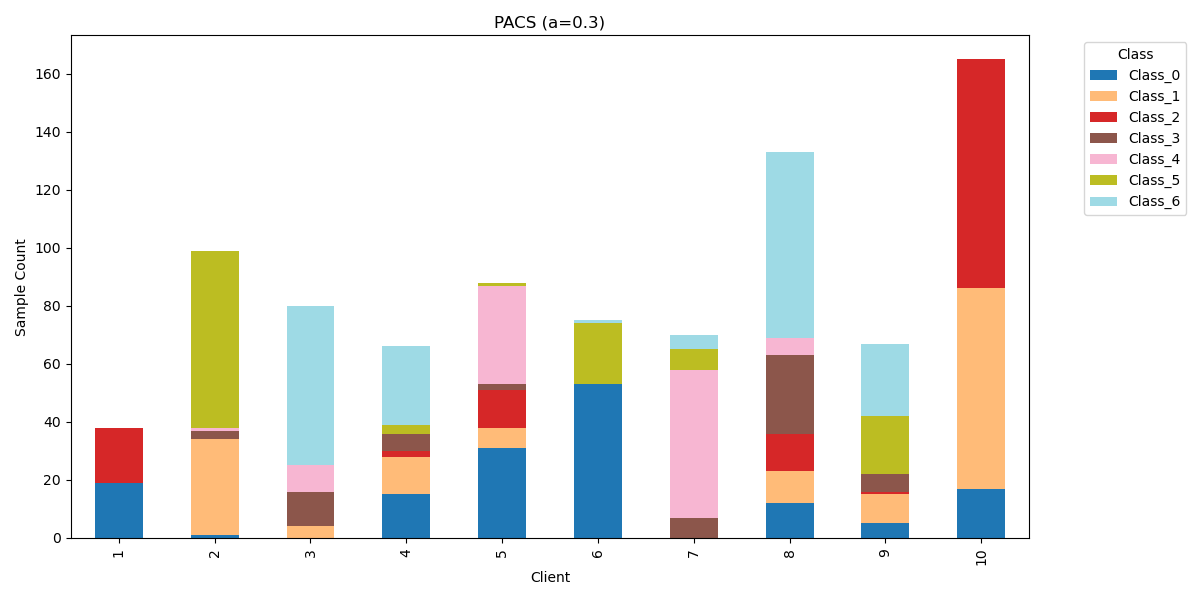 PACS (a=0.3)
Sample Count
160
140
120
100
80
60
40
20
0
1 2 3 4 5 6 7 8 9 10
Client
Class
Class_0
Class_1
Class_2
Class_3
Class_4
Class_5
Class_6